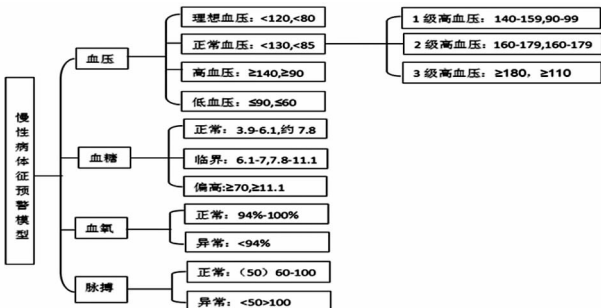 慢性病体征预警模型
血压
理想血压：<120,<80
正常血压：<130,<85
1级高血压：140-159,90-99
2级高血压：160-179,160-179
3级高血压：≥180，≥110
高血压：≥140,≥90
低血压：≤90,≤60
血糖
正常：3.9-6.1,约7.8
临界：6.1-7,7.8-11.1
偏高:≥70,≥11.1
血氧
正常：94%-100%
异常：<94%
脉搏
正常：（50）60-100
异常：<50>100